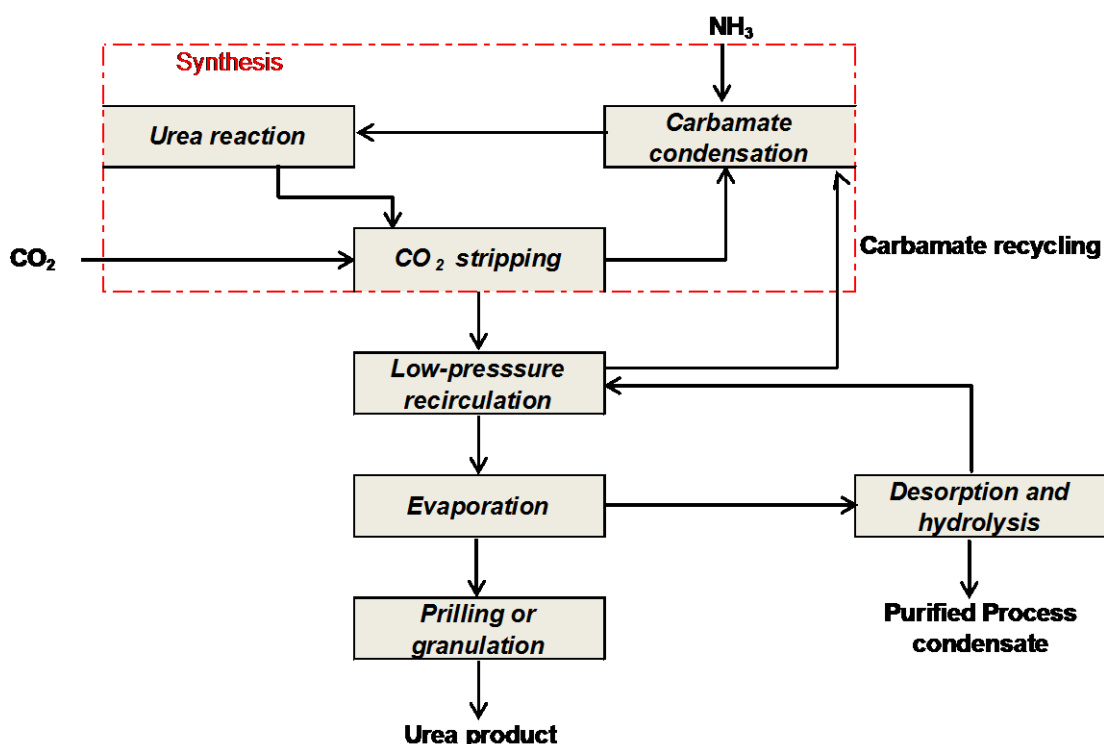 NH₃
Synthesis
Urea reaction
Carbamate
condensation
CO₂
CO₂ stripping
Carbamate recycling
Low-presssure
recirculation
Evaporation
Desorption and
hydrolysis
Prilling or
granulation
Purified Process
condensate
Urea product